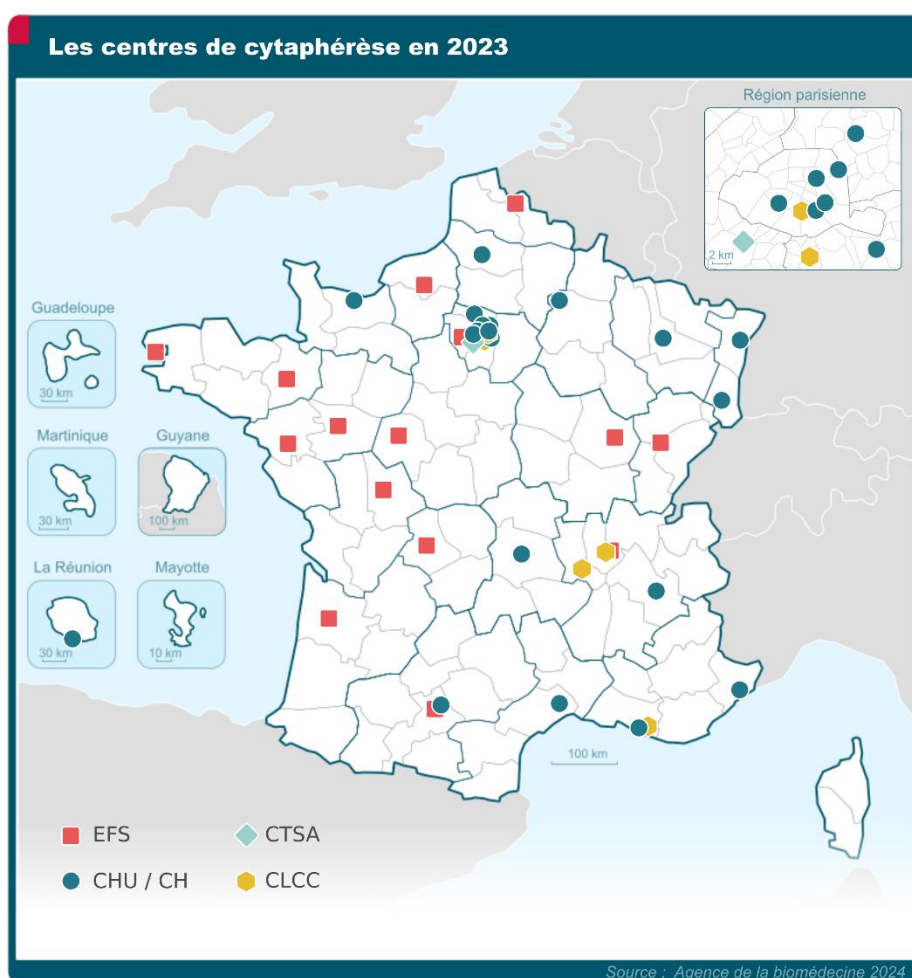 Les centres de cytaphérèse en 2023
Région parisienne
2 km
Guadeloupe
30 km
Martinique
Guyane
30 km
100 km
La Réunion
Mayotte
30 km
10 km
100 km
EFS
CTSA
CHU / CH
CLCC
Source : Agence de la biomédecine 2024